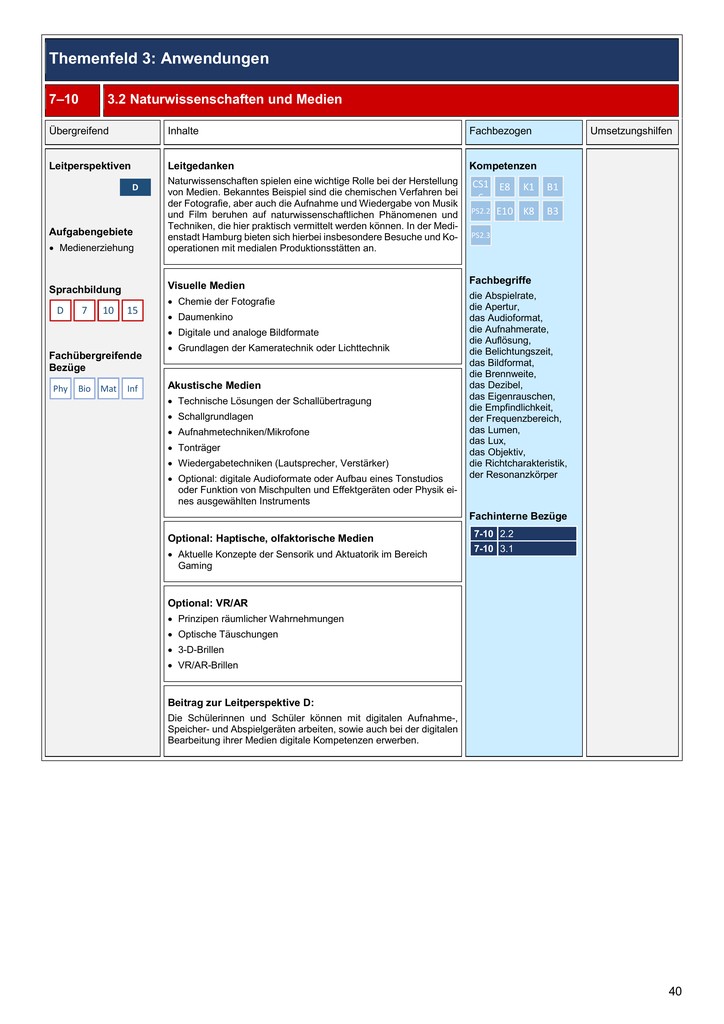 Themenfeld 3: Anwendungen
7–10 3.2 Naturwissenschaften und Medien
Übergreifend Inhalte Fachbezogen Umsetzungshilfen
Leitperspektiven
D
Aufgabengebiete
• Medienerziehung
Sprachbildung
D 7 10 15
Fachübergreifende
Bezüge
Phy Bio Mat Inf
Leitgedanken
Naturwissenschaften spielen eine wichtige Rolle bei der Herstellung
von Medien. Bekanntes Beispiel sind die chemischen Verfahren bei
der Fotografie, aber auch die Aufnahme und Wiedergabe von Musik
und Film beruhen auf naturwissenschaftlichen Phänomenen und
Techniken, die hier praktisch vermittelt werden können. In der Medi-
enstadt Hamburg bieten sich hierbei insbesondere Besuche und Ko-
operationen mit medialen Produktionsstätten an.
Visuelle Medien
• Chemie der Fotografie
• Daumenkino
• Digitale und analoge Bildformate
• Grundlagen der Kameratechnik oder Lichttechnik
Akustische Medien
• Technische Lösungen der Schallübertragung
• Schallgrundlagen
• Aufnahmetechniken/Mikrofone
• Tonträger
• Wiedergabetechniken (Lautsprecher, Verstärker)
• Optional: digitale Audioformate oder Aufbau eines Tonstudios
oder Funktion von Mischpulten und Effektgeräten oder Physik ei-
nes ausgewählten Instruments
Optional: Haptische, olfaktorische Medien
• Aktuelle Konzepte der Sensorik und Aktuatorik im Bereich
Gaming
Optional: VR/AR
• Prinzipen räumlicher Wahrnehmungen
• Optische Täuschungen
• 3-D-Brillen
• VR/AR-Brillen
Beitrag zur Leitperspektive D:
Die Schülerinnen und Schüler können mit digitalen Aufnahme-,
Speicher- und Abspielgeräten arbeiten, sowie auch bei der digitalen
Bearbeitung ihrer Medien digitale Kompetenzen erwerben.
Kompetenzen
CS1 E8 K1 B1
PS2.2 E10 K8 B3
PS2.3
Fachbegriffe
die Abspielrate,
die Apertur,
das Audioformat,
die Aufnahmerate,
die Auflösung,
die Belichtungszeit,
das Bildformat,
die Brennweite,
das Dezibel,
das Eigenrauschen,
die Empfindlichkeit,
der Frequenzbereich,
das Lumen,
das Lux,
das Objektiv,
die Richtcharakteristik,
der Resonanzkörper
Fachinterne Bezüge
7-10 2.2
7-10 3.1
40